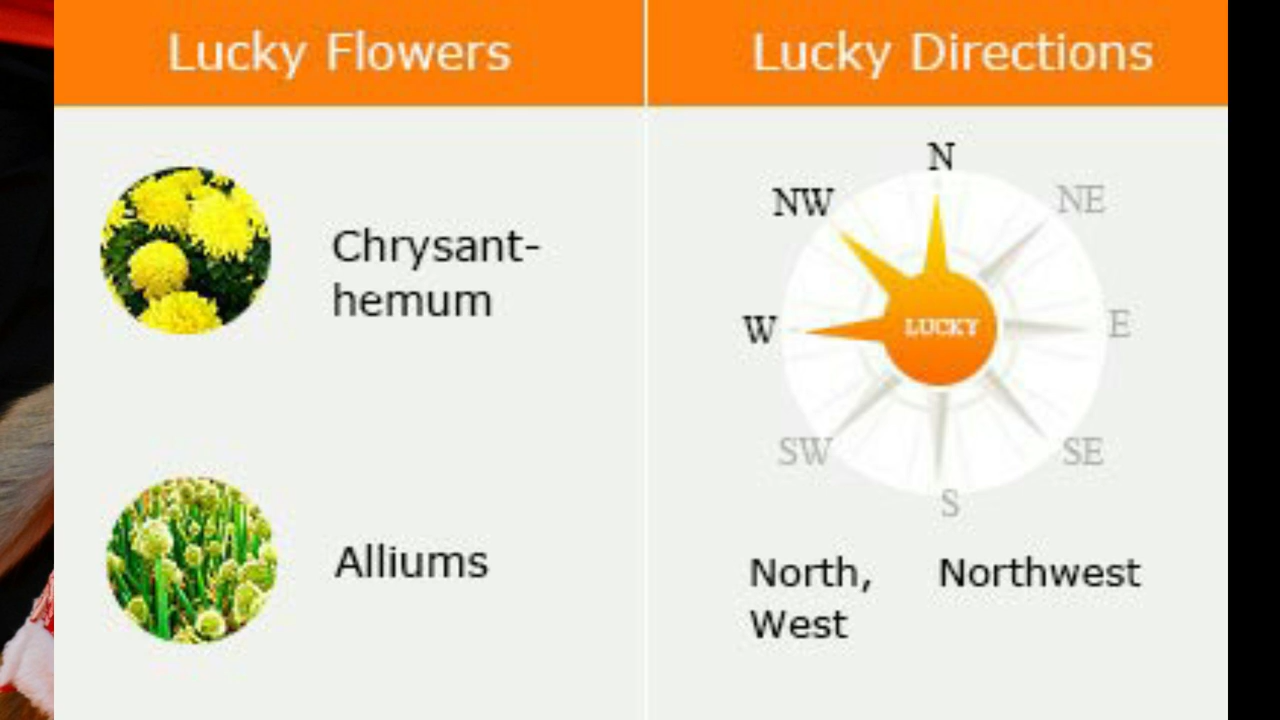 Lucky Flowers
Lucky Directions
Chrysant-
hemum
Alliums
N
NE
E
SE
S
SW
W
NW
LUCKY
North,
West
Northwest